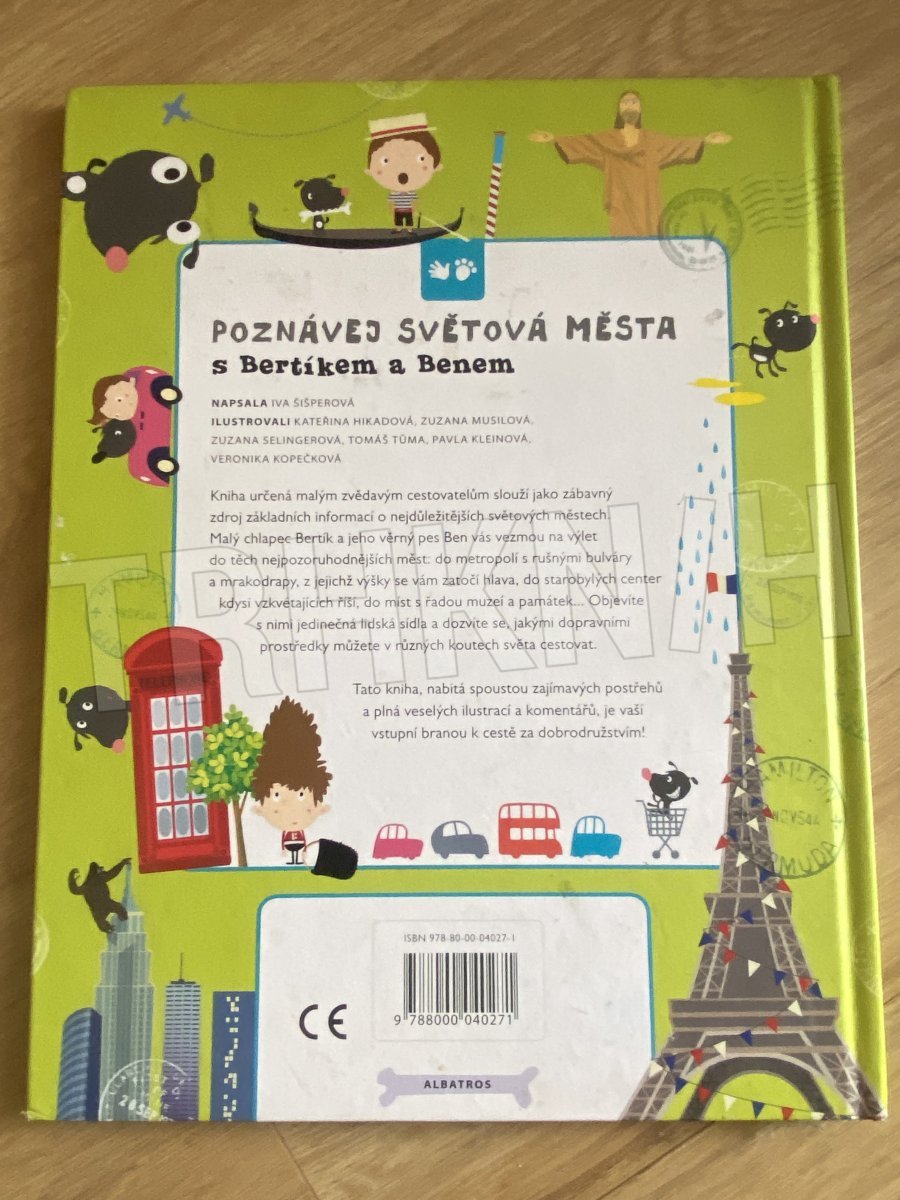 POZNÁVEJ SVĚTOVÁ MĚSTA
s Bertíkem a Benem
NAPSALA IVA ŠIŠPEROVÁ
ILUSTROVALI KATEŘINA HIKADOVÁ, ZUZANA MUSILOVÁ,
ZUZANA SELINGEROVÁ, TOMÁŠ TŮMA, PAVLA KLEINOVÁ,
VERONIKA KOPEČKOVÁ
Kniha určená malým zvědavým cestovatelům slouží jako zábavný
zdroj základních informací o nejdůležitějších světových městech.
Malý chlapec Bertík a jeho věrný pes Ben vás vezmou na výlet
do těch nejpozoruhodnějších měst: do metropolí s rušnými bulváry
a mrakodrapy, z jejichž výšky se vám zatočí hlava, do starobylých center
kdysi vzkvétajících říší, do míst s řadou muzeí a památek... Objevíte
s nimi jedinečná lidská sídla a dozvíte se, jakými dopravními
prostředky můžete v různých koutech světa cestovat.
TRHKNIH
TELEPHONE
Tato kniha, nabitá spoustou zajímavých postřehů
a plná veselých ilustrací a komentářů, je vaší
vstupní branou k cestě za dobrodružstvím!
HAMILTON
BERMUDA
ISBN 978-80-00-04027-1
9 788000 040271
CE
ALBATROS